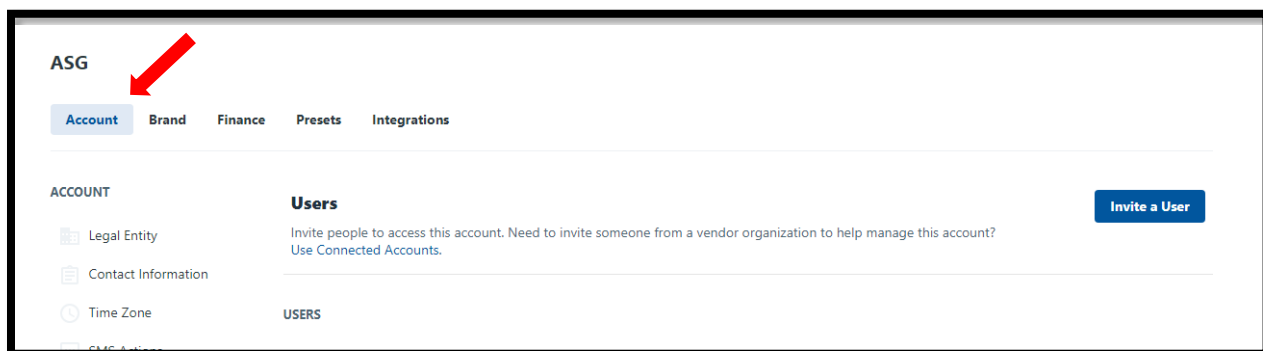 ASG
Account Brand Finance Presets Integrations
ACCOUNT
Legal Entity
Contact Information
Time Zone
Users
Invite a User
Invite people to access this account. Need to invite someone from a vendor organization to help manage this account?
Use Connected Accounts.
USERS